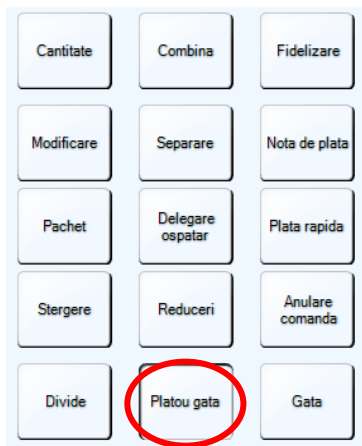 Cantitate
Combina
Fidelizare
Modificare
Separare
Nota de plata
Pachet
Delegare
ospatar
Plata rapida
Stergere
Reduceri
Anulare
comanda
Divide
Platou gata
Gata